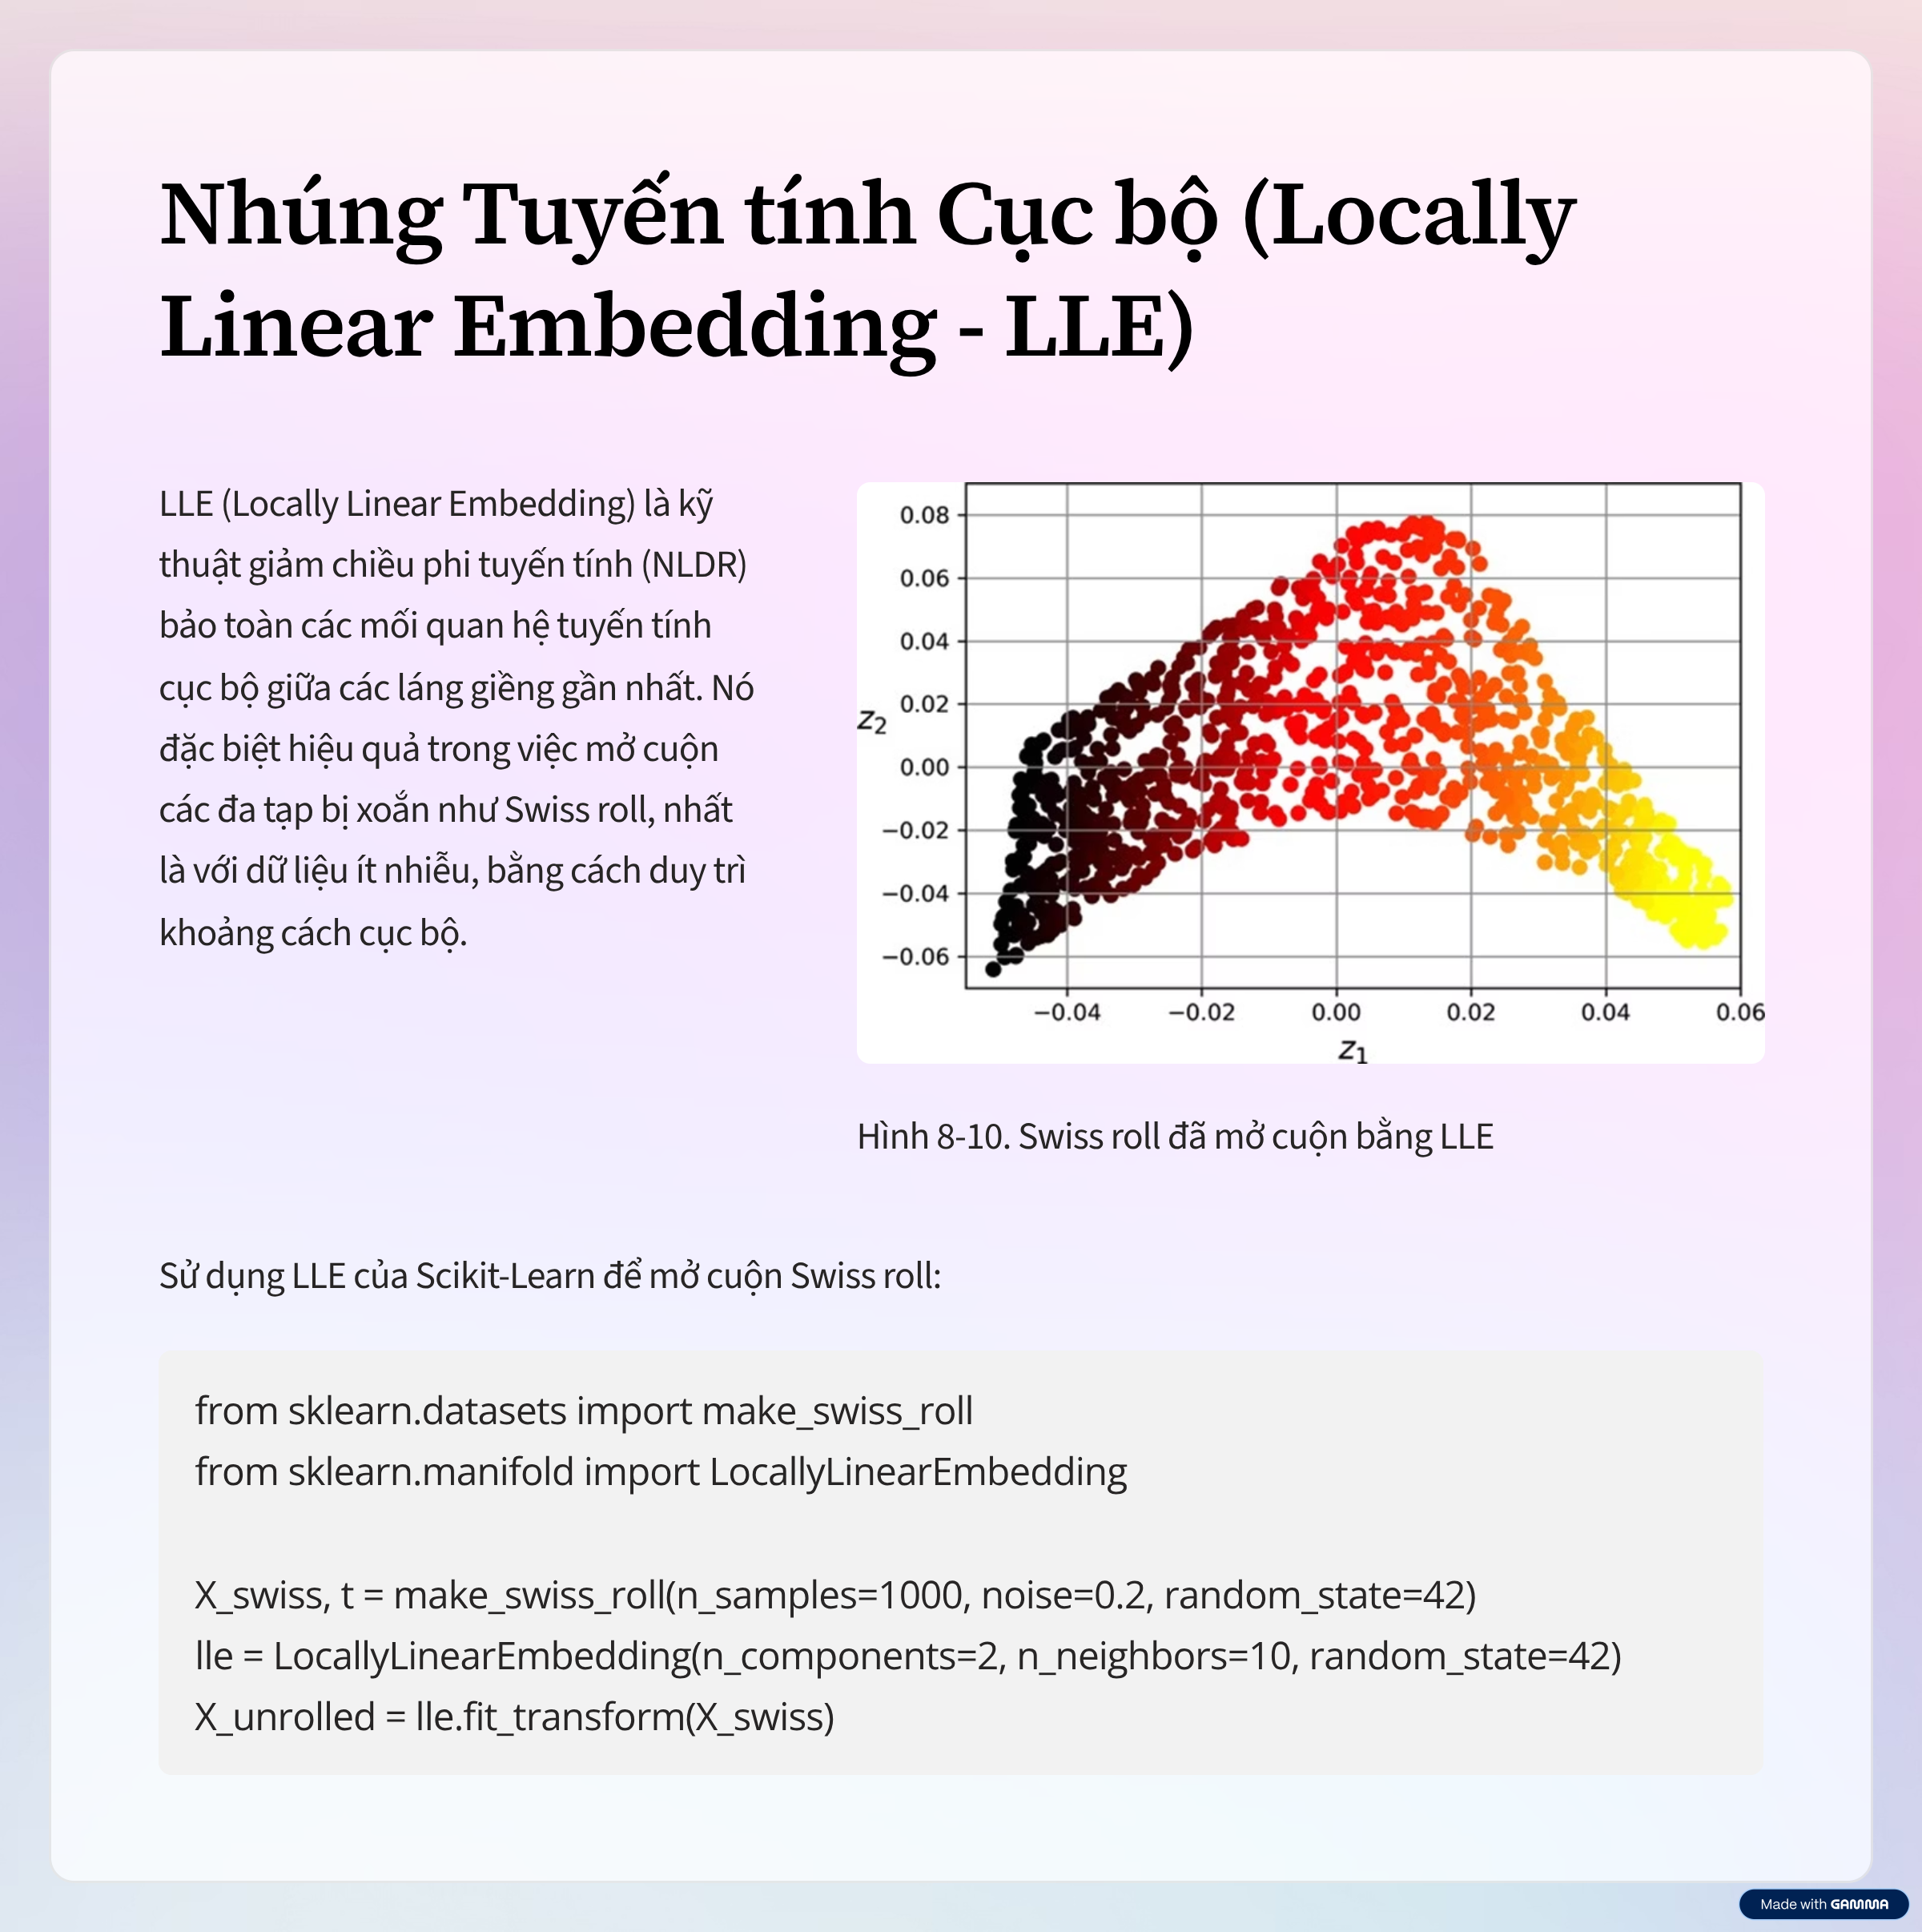 Nhúng Tuyến tính Cục bộ (Locally
Linear Embedding - LLE)
LLE (Locally Linear Embedding) là kỹ
thuật giảm chiều phi tuyến tính (NLDR)
bảo toàn các mối quan hệ tuyến tính
cục bộ giữa các láng giềng gần nhất. Nó
đặc biệt hiệu quả trong việc mở cuộn
các đa tạp bị xoắn như Swiss roll, nhất
là với dữ liệu ít nhiễu, bằng cách duy trì
khoảng cách cục bộ.
0.08
0.06
0.04
0.02
z₂
0.00
−0.02
−0.04
−0.06
−0.04 −0.02 0.00 0.02 0.04 0.06
z₁
Hình 8-10. Swiss roll đã mở cuộn bằng LLE
Sử dụng LLE của Scikit-Learn để mở cuộn Swiss roll:
from sklearn.datasets import make_swiss_roll
from sklearn.manifold import LocallyLinearEmbedding
X_swiss, t = make_swiss_roll(n_samples=1000, noise=0.2, random_state=42)
lle = LocallyLinearEmbedding(n_components=2, n_neighbors=10, random_state=42)
X_unrolled = lle.fit_transform(X_swiss)
Made with GAMMA